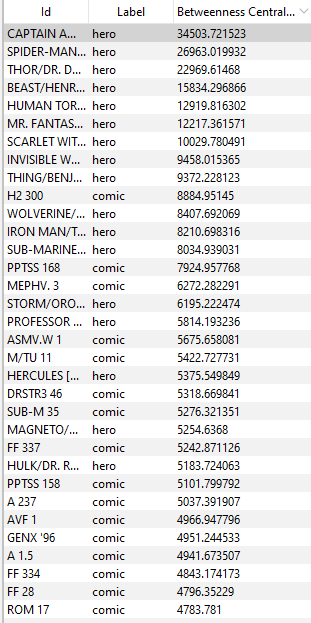 Id Label Betweenness Central...
CAPTAIN A... hero 34503.721523
SPIDER-MAN... hero 26963.019932
THOR/DR. D... hero 22969.61468
BEAST/HENR... hero 15834.296866
HUMAN TOR... hero 12919.816302
MR. FANTAS... hero 12217.361571
SCARLET WIT... hero 10029.780491
INVISIBLE W... hero 9458.015365
THING/BENJ... hero 9372.228123
H2 300 comic 8884.95145
WOLVERINE/... hero 8407.692069
IRON MAN/T... hero 8210.698316
SUB-MARINE... hero 8034.939031
PPTSS 168 comic 7924.957768
MEPHV. 3 comic 6272.282291
STORM/ORO... hero 6195.222474
PROFESSOR ... hero 5814.193236
ASMV.W 1 comic 5675.658081
M/TU 11 comic 5422.727731
HERCULES [... hero 5375.549849
DRSTR3 46 comic 5318.669841
SUB-M 35 comic 5276.321351
MAGNETO/... hero 5254.6368
FF 337 comic 5242.871126
HULK/DR. R... hero 5183.724063
PPTSS 158 comic 5101.799792
A 237 comic 5037.391907
AVF 1 comic 4966.947796
GENX '96 comic 4951.244533
A 1.5 comic 4941.673507
FF 334 comic 4843.174173
FF 28 comic 4796.35229
ROM 17 comic 4783.781